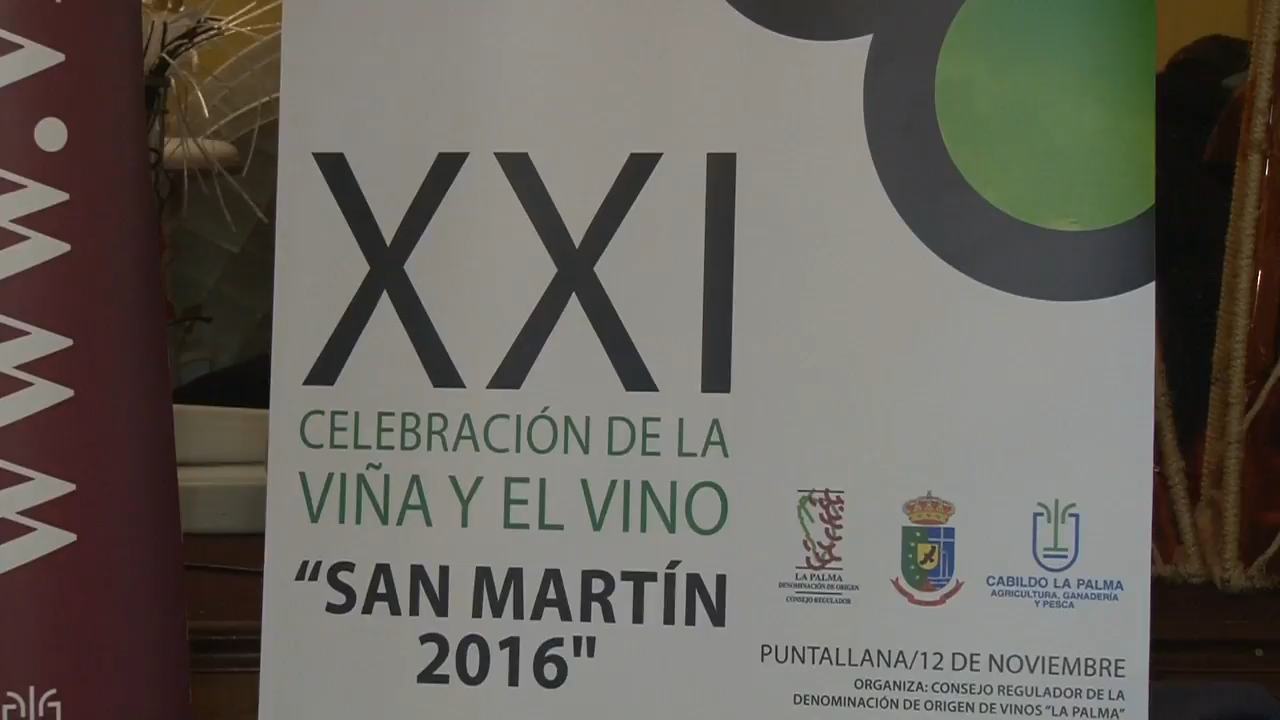 WWW.
XXI
CELEBRACIÓN DE LA
VIÑA Y EL VINO
“SAN MARTÍN
2016"
LA PALMA
DENOMINACIÓN DE ORIGEN
CONSEJO REGULADOR
CABILDO LA PALMA
AGRICULTURA, GANADERÍA
Y PESCA
PUNTALLANA/12 DE NOVIEMBRE
ORGANIZA: CONSEJO REGULADOR DE LA
DENOMINACIÓN DE ORIGEN DE VINOS “LA PALMA”